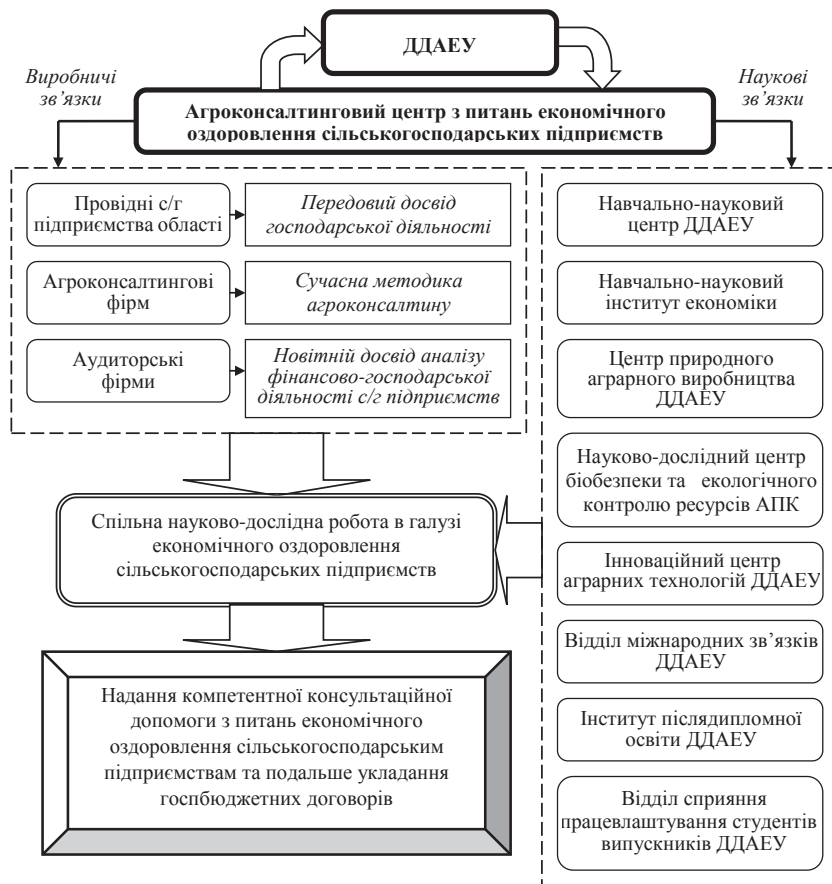 ДДАЕУ
Виробничі
зв’язки
Наукові
зв’язки
Агроконсалтинговий центр з питань економічного
оздоровлення сільськогосподарських підприємств
Провідні с/г
підприємства області
Передовий досвід
господарської діяльності
Агроконсалтингові
фірм
Сучасна методика
агроконсалтину
Аудиторські
фірми
Новітній досвід аналізу
фінансово-господарської
діяльності с/г підприємств
Спільна науково-дослідна робота в галузі
економічного оздоровлення
сільськогосподарських підприємств
Надання компетентної консультаційної
допомоги з питань економічного
оздоровлення сільськогосподарським
підприємствам та подальше укладання
госпбюджетних договорів
Навчально-науковий
центр ДДАЕУ
Навчально-науковий
інститут економіки
Центр природного
аграрного виробництва
ДДАЕУ
Науково-дослідний центр
біобезпеки та екологічного
контролю ресурсів АПК
Інноваційний центр
аграрних технологій ДДАЕУ
Відділ міжнародних зв’язків
ДДАЕУ
Інститут післядипломної
освіти ДДАЕУ
Відділ сприяння
працевлаштування студентів
випускників ДДАЕУ